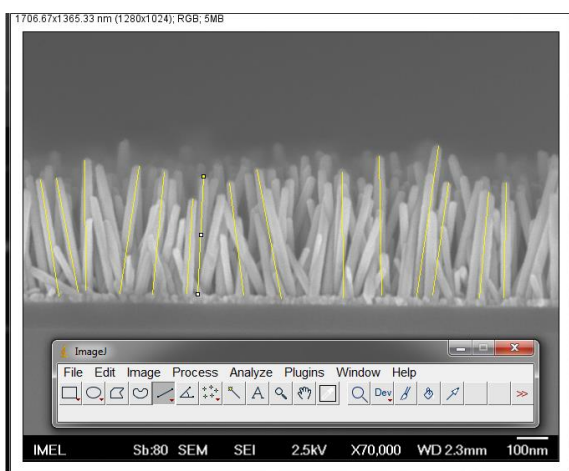 1706.67x1365.33 nm (1280x1024); RGB; 5MB
ImageJ
File Edit Image Process Analyze Plugins Window Help
A Dev >>
IMEL Sb:80 SEM SEI 2.5kV X70,000 WD 2.3mm 100nm